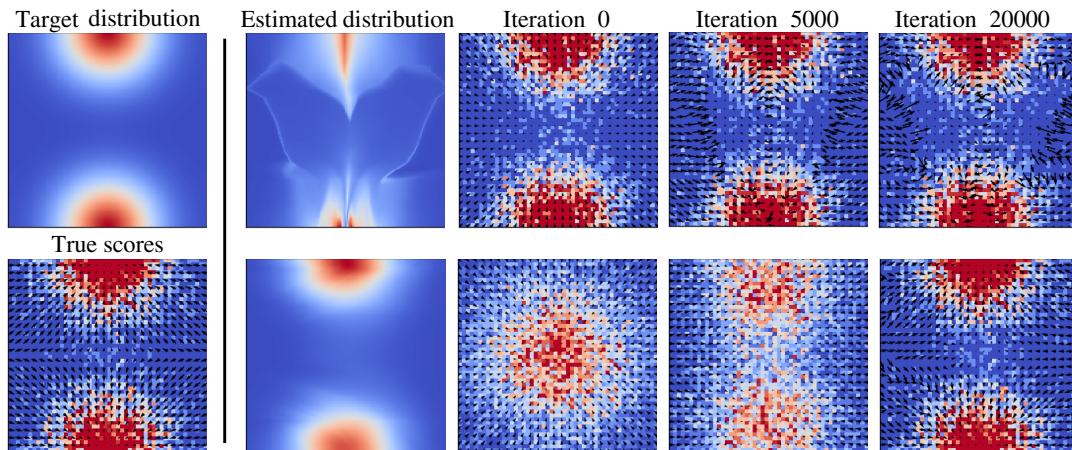 Target distribution
Estimated distribution
Iteration 0
Iteration 5000
Iteration 20000
True scores